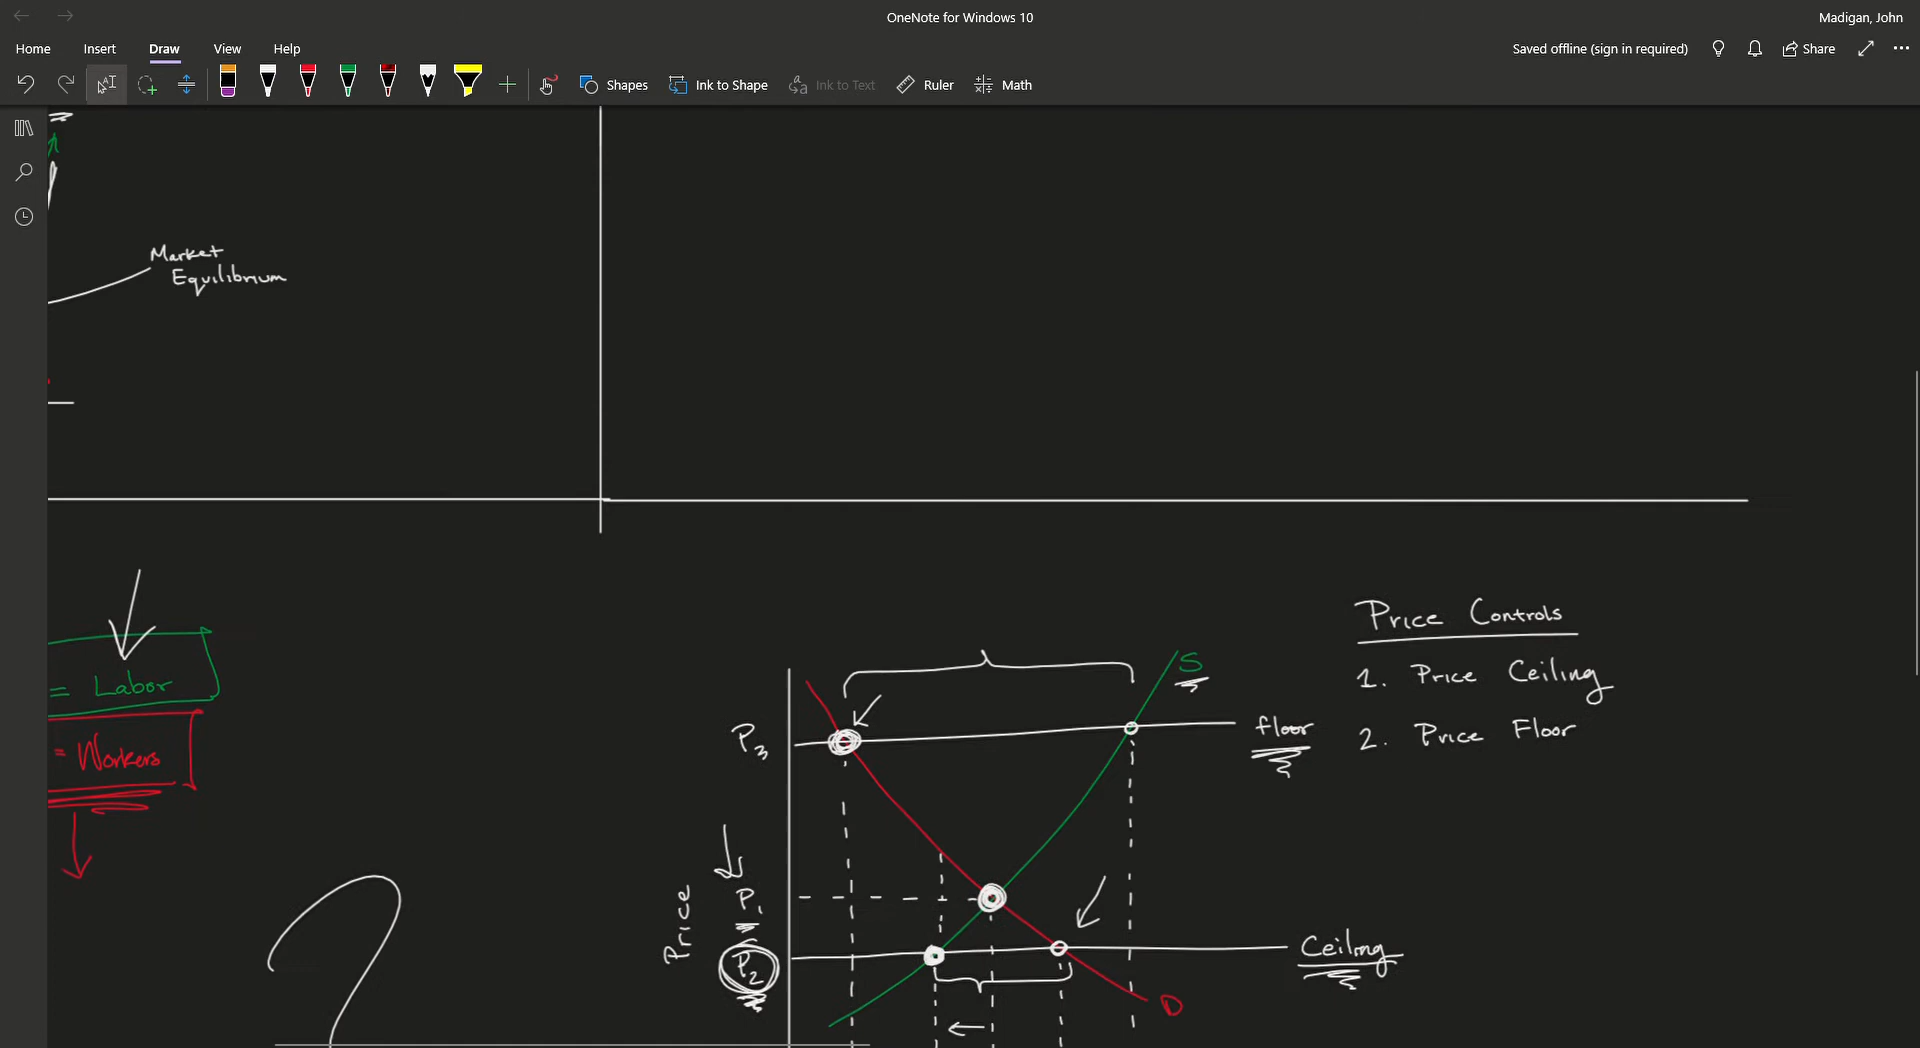 OneNote for Windows 10
Madigan, John
Home Insert Draw View Help
Saved offline (sign in required)
Share
Shapes
Ink to Shape
Ink to Text
Ruler
Math
Market
Equilibrium
= Labor
= Workers
Price Controls
1. Price Ceiling
2. Price Floor
S
P3
floor
Price
P1
P2
Ceiling
D